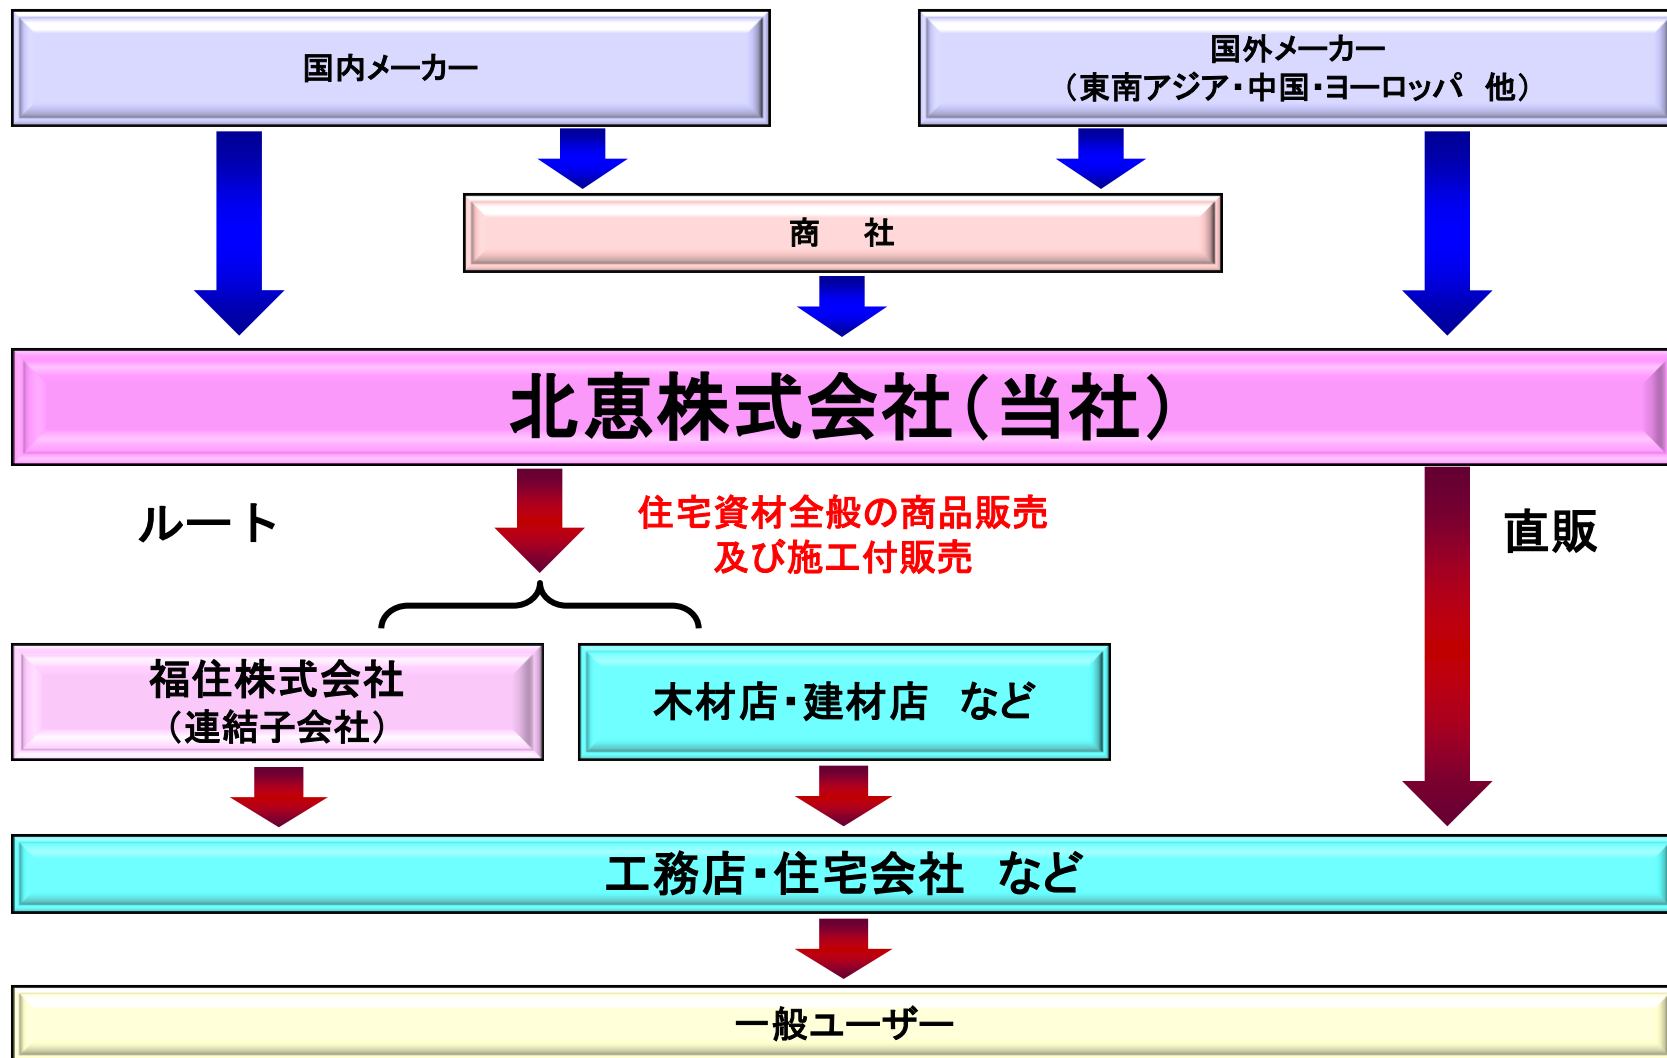 国内メーカー
国外メーカー
（東南アジア・中国・ヨーロッパ　他）
商　社
北恵株式会社（当社）
ルート
住宅資材全般の商品販売
及び施工付販売
直販
福住株式会社
（連結子会社）
木材店・建材店　など
工務店・住宅会社　など
一般ユーザー